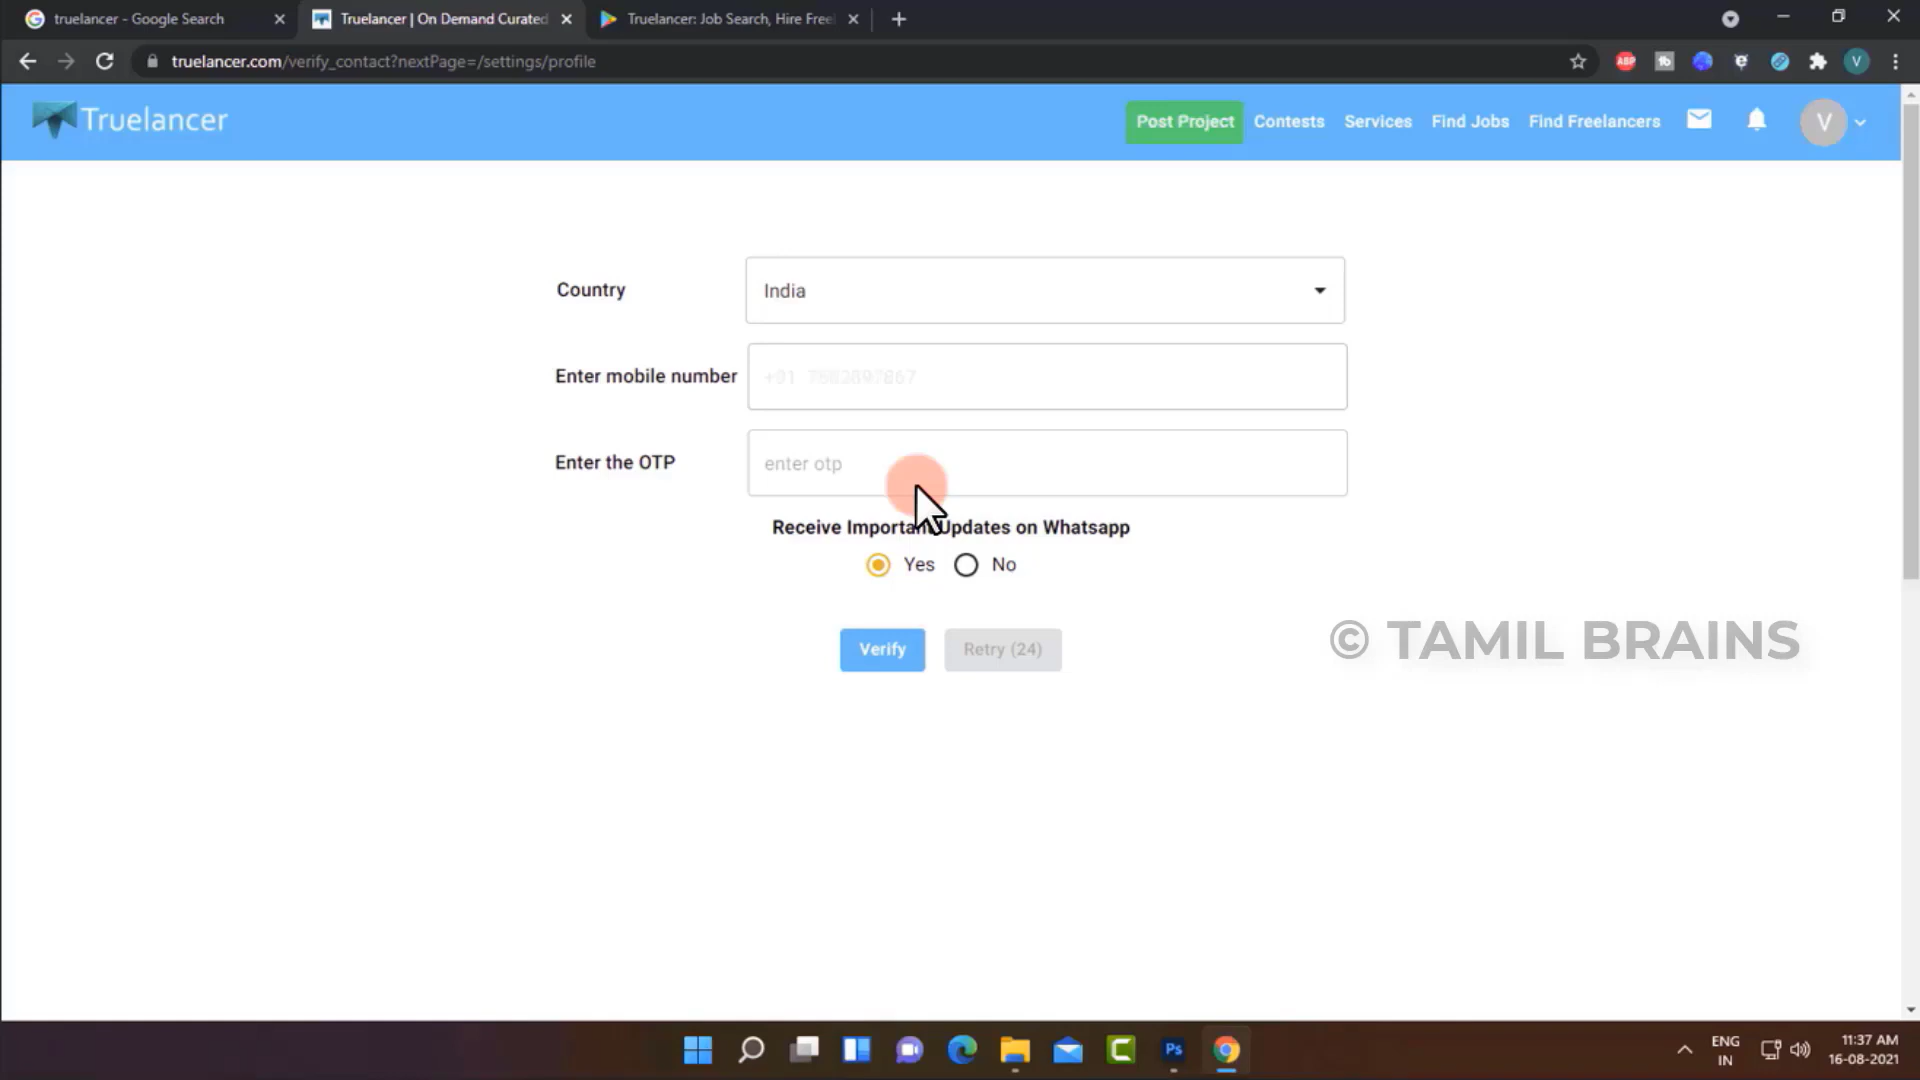 truelancer - Google Search
Truelancer | On Demand Curated
Truelancer: Job Search, Hire Free
truelancer.com/verify_contact?nextPage=/settings/profile
ABP
V
Truelancer
Post Project
Contests
Services
Find Jobs
Find Freelancers
V
Country
India
Enter mobile number
Enter the OTP
enter otp
Receive Important Updates on Whatsapp
Yes
No
Verify
Retry (24)
© TAMIL BRAINS
Ps
ENG
IN
11:37 AM
16-08-2021